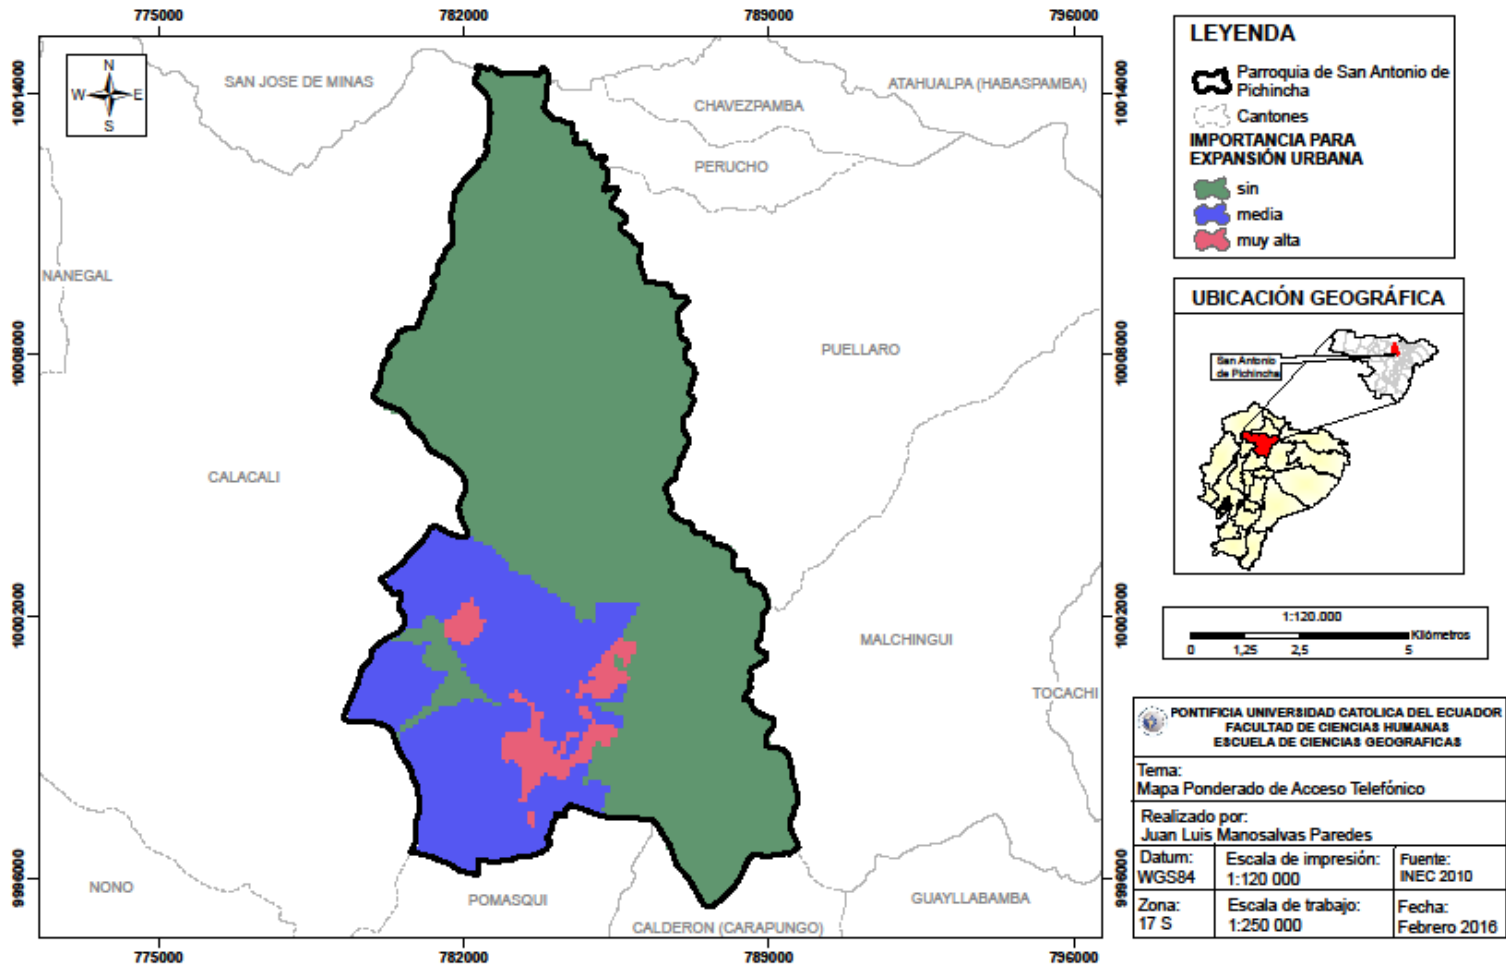 775000
782000
789000
796000
10014000
10008000
10002000
9996000
N
W
E
S
SAN JOSE DE MINAS
ATAHUALPA (HABASPAMBA)
CHAVEZPAMBA
PERUCHO
NANEGAL
PUELLARO
CALACALI
MALCHINGUI
TOCACHI
NONO
POMASQUI
GUAYLLABAMBA
CALDERON (CARAPUNGO)
10014000
10008000
10002000
9996000
775000
782000
789000
796000
LEYENDA
Parroquia de San Antonio de
Pichincha
Cantones
IMPORTANCIA PARA
EXPANSIÓN URBANA
sin
media
muy alta
UBICACIÓN GEOGRÁFICA
San Antonio
de Pichincha
1:120.000
Kilómetros
0 1,25 2,5 5
PONTIFICIA UNIVERSIDAD CATOLICA DEL ECUADOR
FACULTAD DE CIENCIAS HUMANAS
ESCUELA DE CIENCIAS GEOGRAFICAS
Tema:
Mapa Ponderado de Acceso Telefónico
Realizado por:
Juan Luis Manosalvas Paredes
Datum:
WGS84
Escala de impresión:
1:120 000
Fuente:
INEC 2010
Zona:
17 S
Escala de trabajo:
1:250 000
Fecha:
Febrero 2016